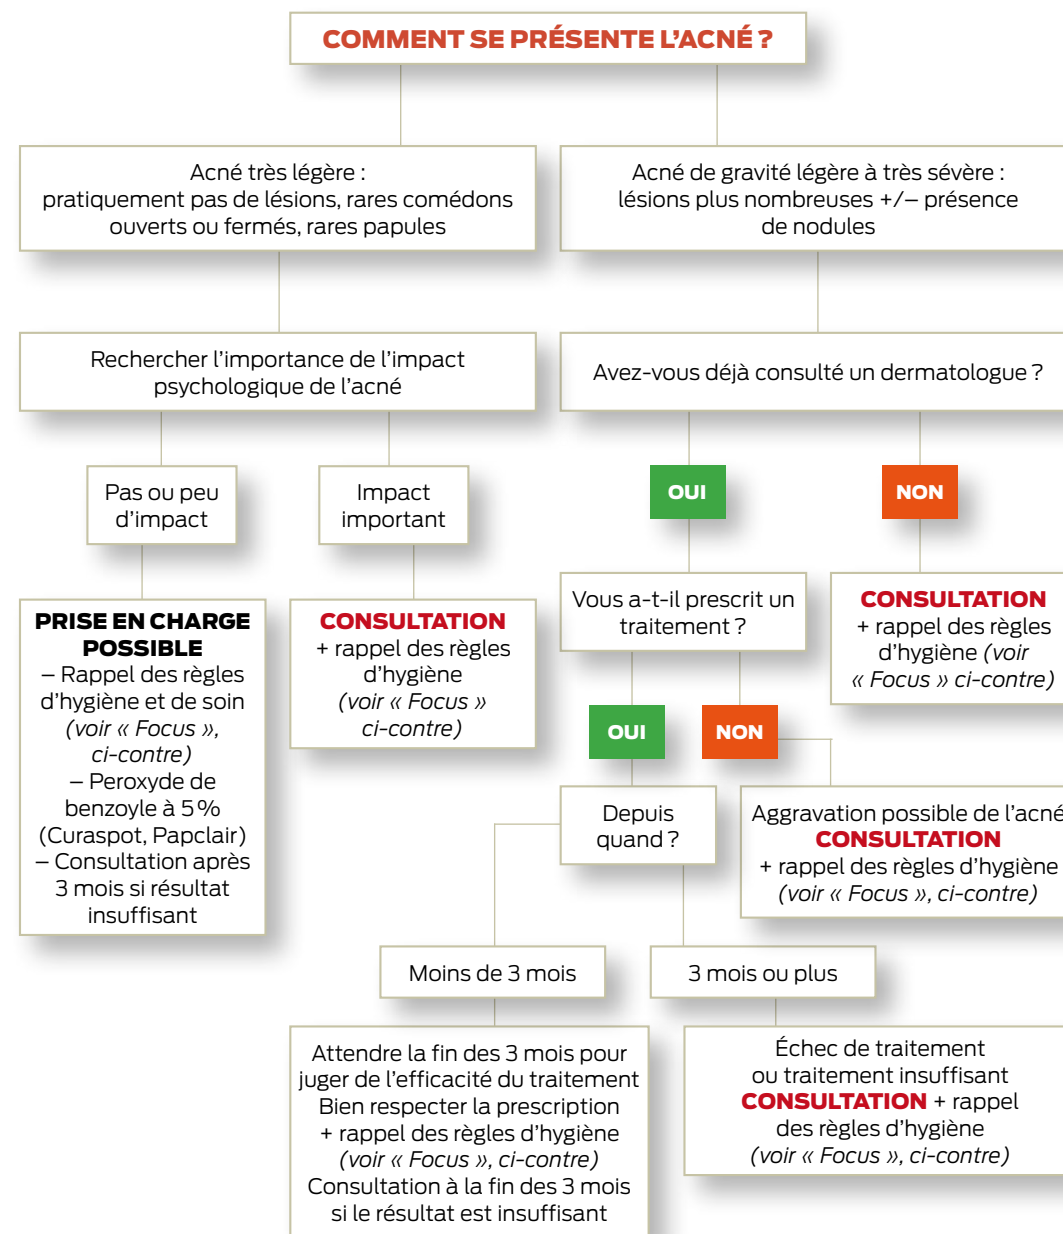 COMMENT SE PRÉSENTE L’ACNÉ ?
Acné très légère :
pratiquement pas de lésions, rares comédons
ouverts ou fermés, rares papules
Acné de gravité légère à très sévère :
lésions plus nombreuses +/– présence
de nodules
Rechercher l’importance de l’impact
psychologique de l’acné
Avez-vous déjà consulté un dermatologue ?
Pas ou peu
d’impact
Impact
important
OUI
NON
PRISE EN CHARGE
POSSIBLE
– Rappel des règles
d’hygiène et de soin
(voir « Focus »,
ci-contre)
– Peroxyde de
benzoyle à 5 %
(Curaspot, Papclair)
– Consultation après
3 mois si résultat
insuffisant
CONSULTATION
+ rappel des règles
d’hygiène
(voir « Focus »
ci-contre)
Vous a-t-il prescrit un
traitement ?
CONSULTATION
+ rappel des règles
d’hygiène (voir
« Focus » ci-contre)
OUI
NON
Depuis
quand ?
Aggravation possible de l’acné
CONSULTATION
+ rappel des règles d’hygiène
(voir « Focus », ci-contre)
Moins de 3 mois
3 mois ou plus
Attendre la fin des 3 mois pour
juger de l’efficacité du traitement
Bien respecter la prescription
+ rappel des règles d’hygiène
(voir « Focus », ci-contre)
Consultation à la fin des 3 mois
si le résultat est insuffisant
Échec de traitement
ou traitement insuffisant
CONSULTATION + rappel
des règles d’hygiène
(voir « Focus », ci-contre)